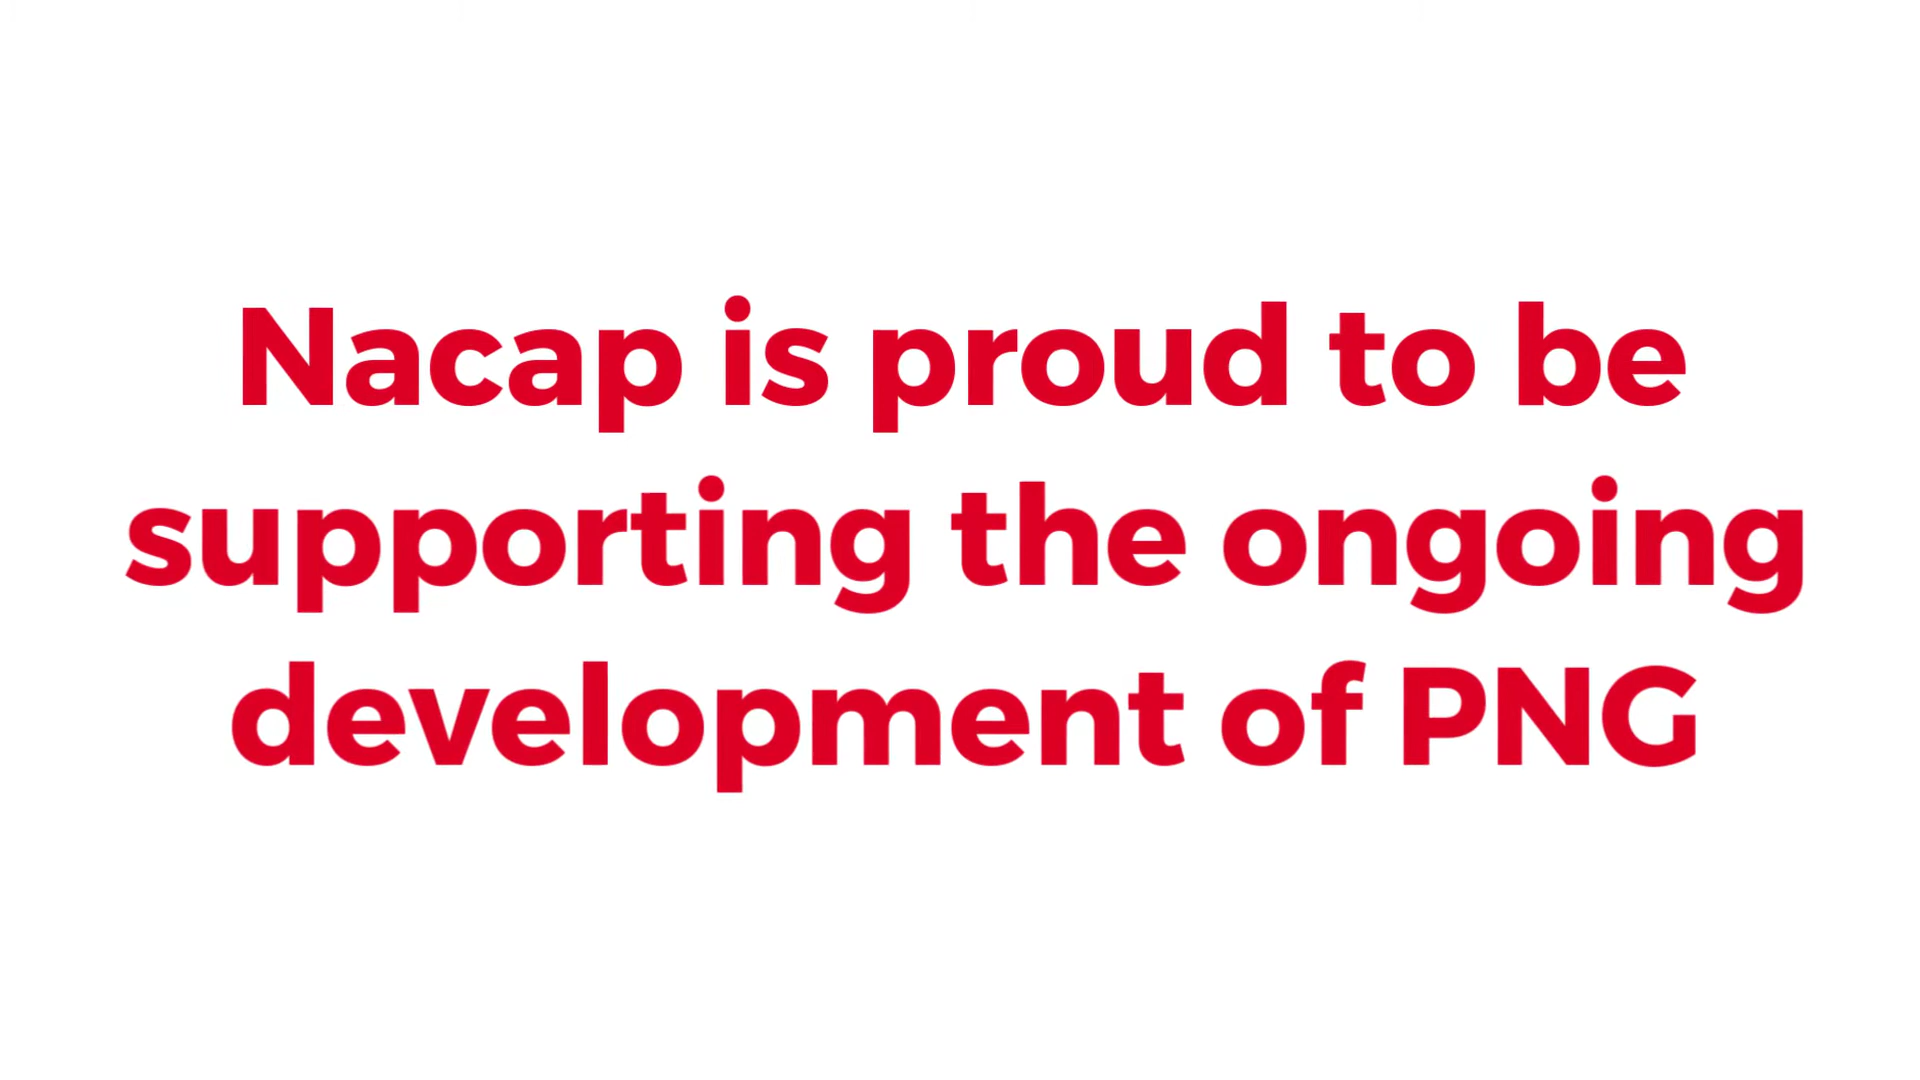 Nacap is proud to be
supporting the ongoing
development of PNG